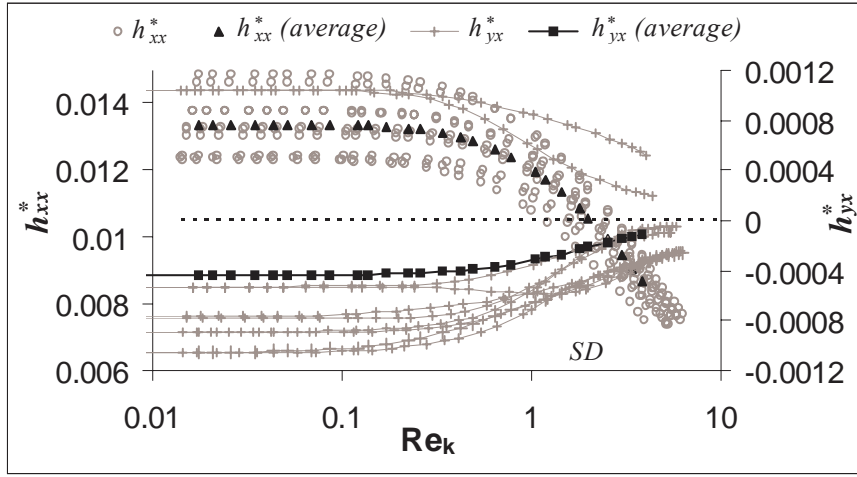 h*xx h*xx (average) h*yx h*yx (average)
0.014
0.012
0.01
0.008
0.006
h*xx
0.0012
0.0008
0.0004
0
-0.0004
-0.0008
-0.0012
h*yx
SD
0.01 0.1 1 10
Rek